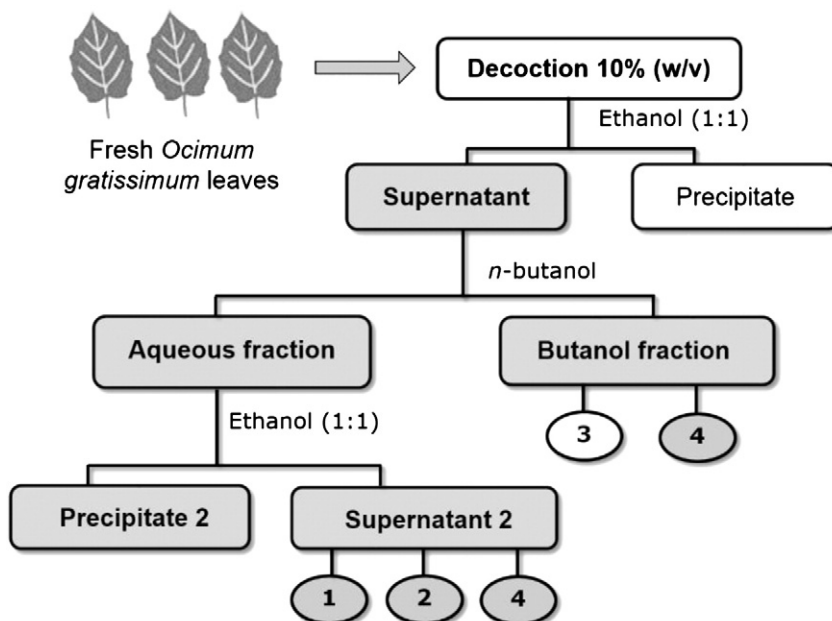 Decoction 10% (w/v)
Fresh Ocimum
gratissimum leaves
Ethanol (1:1)
Supernatant
Precipitate
n-butanol
Aqueous fraction
Butanol fraction
Ethanol (1:1)
3
4
Precipitate 2
Supernatant 2
1
2
4